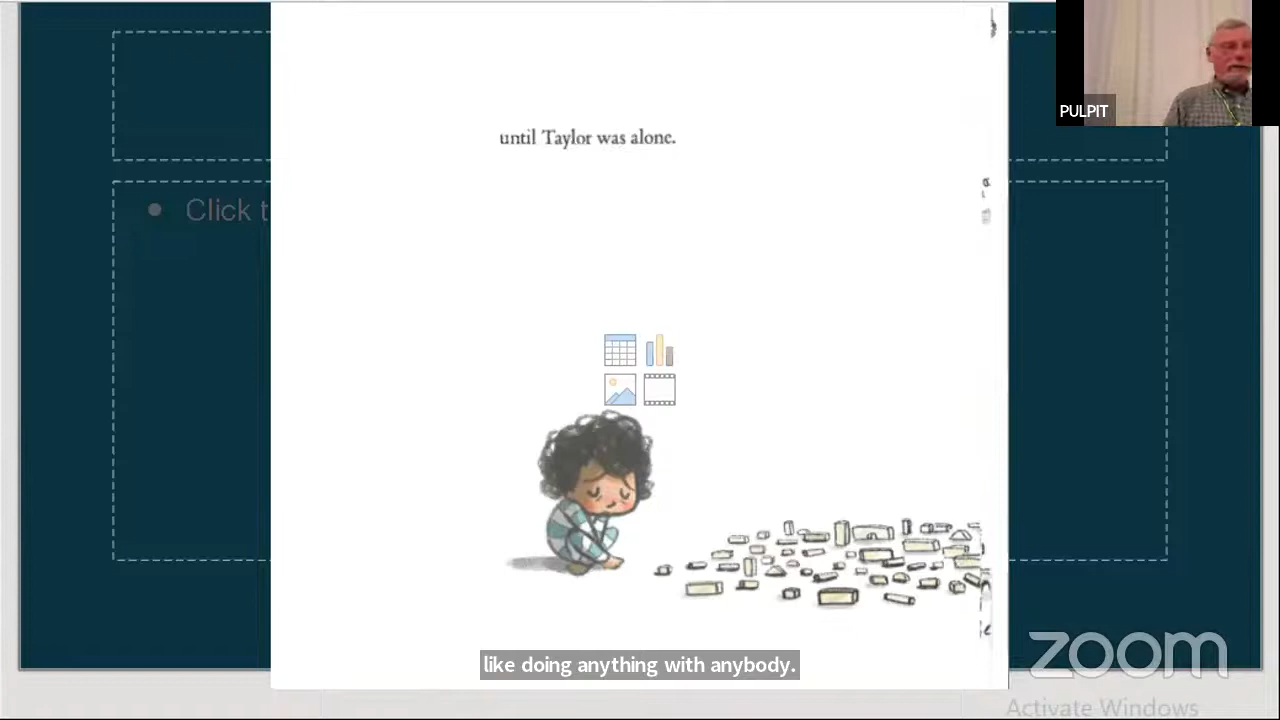 PULPIT
until Taylor was alone.
• Click t
like doing anything with anybody.
zoom
Activate Windows